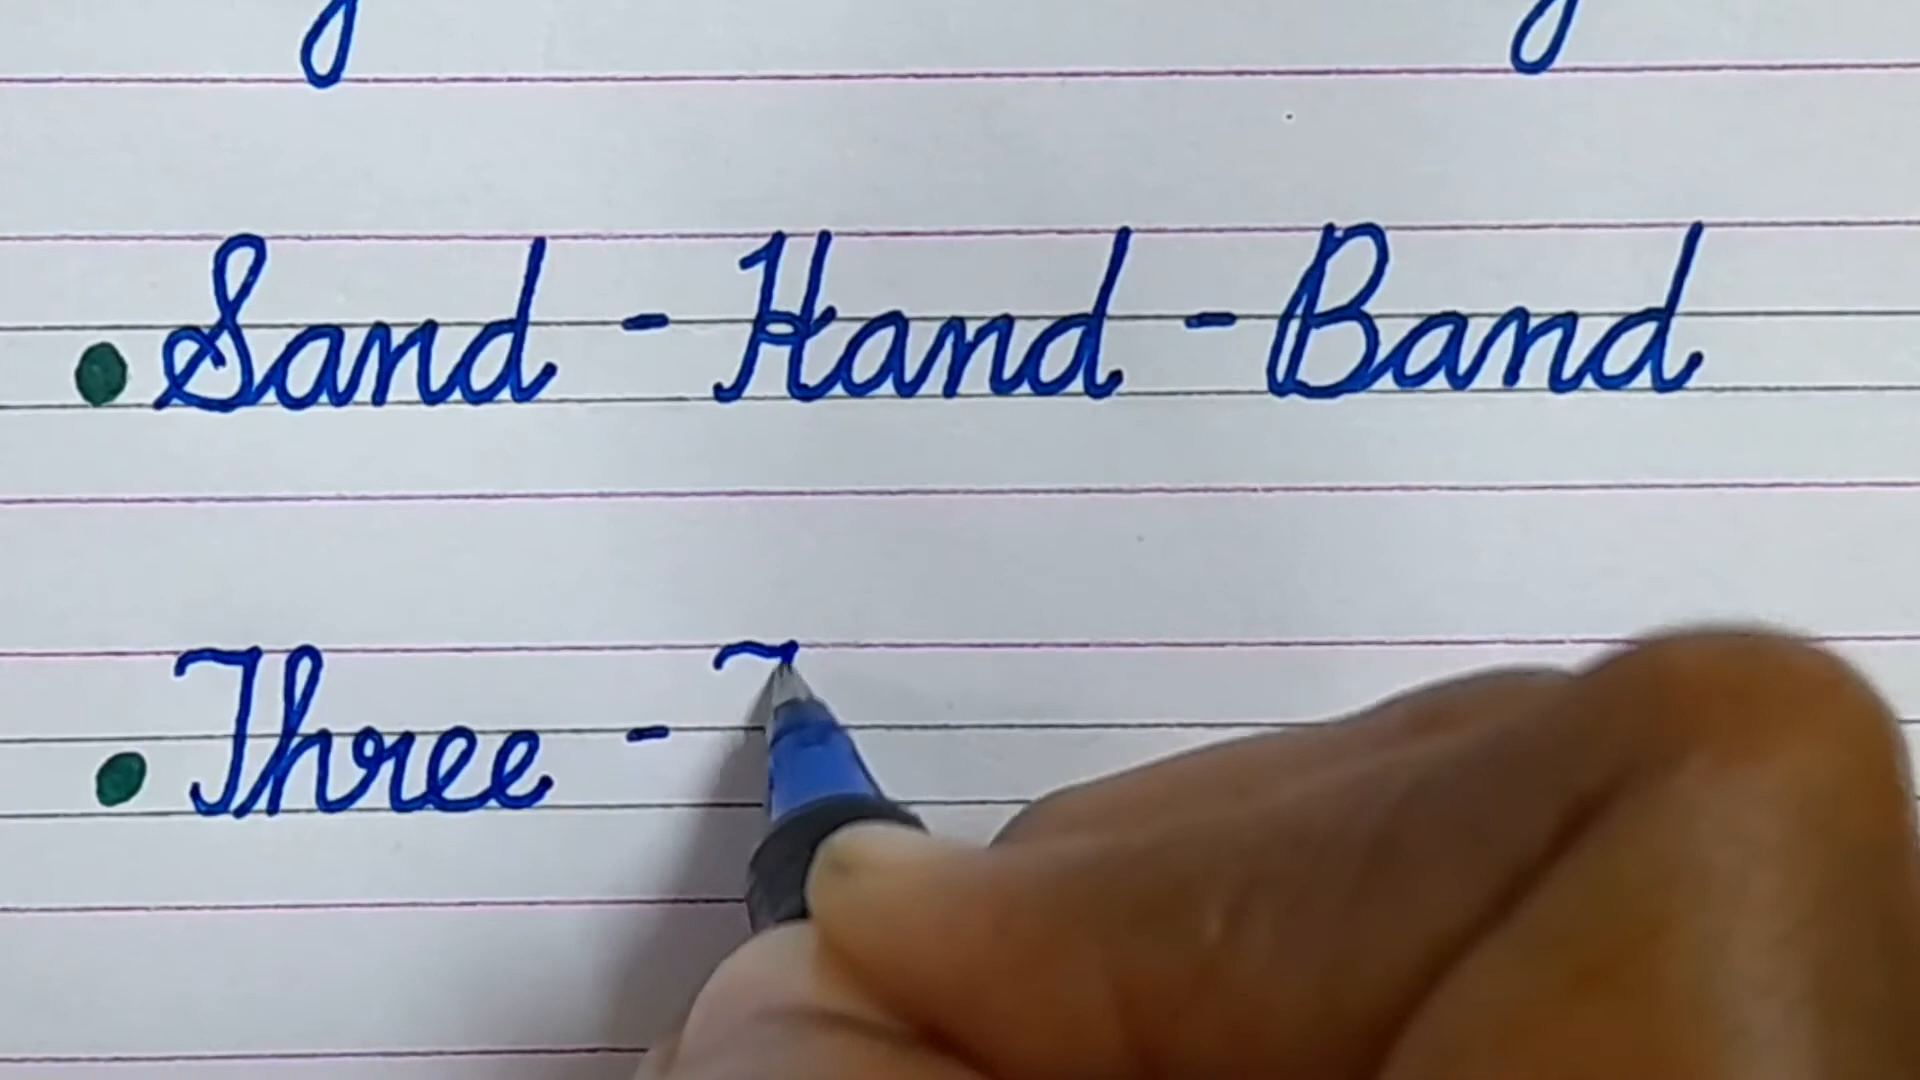 • Sand - Hand - Band
• Three -